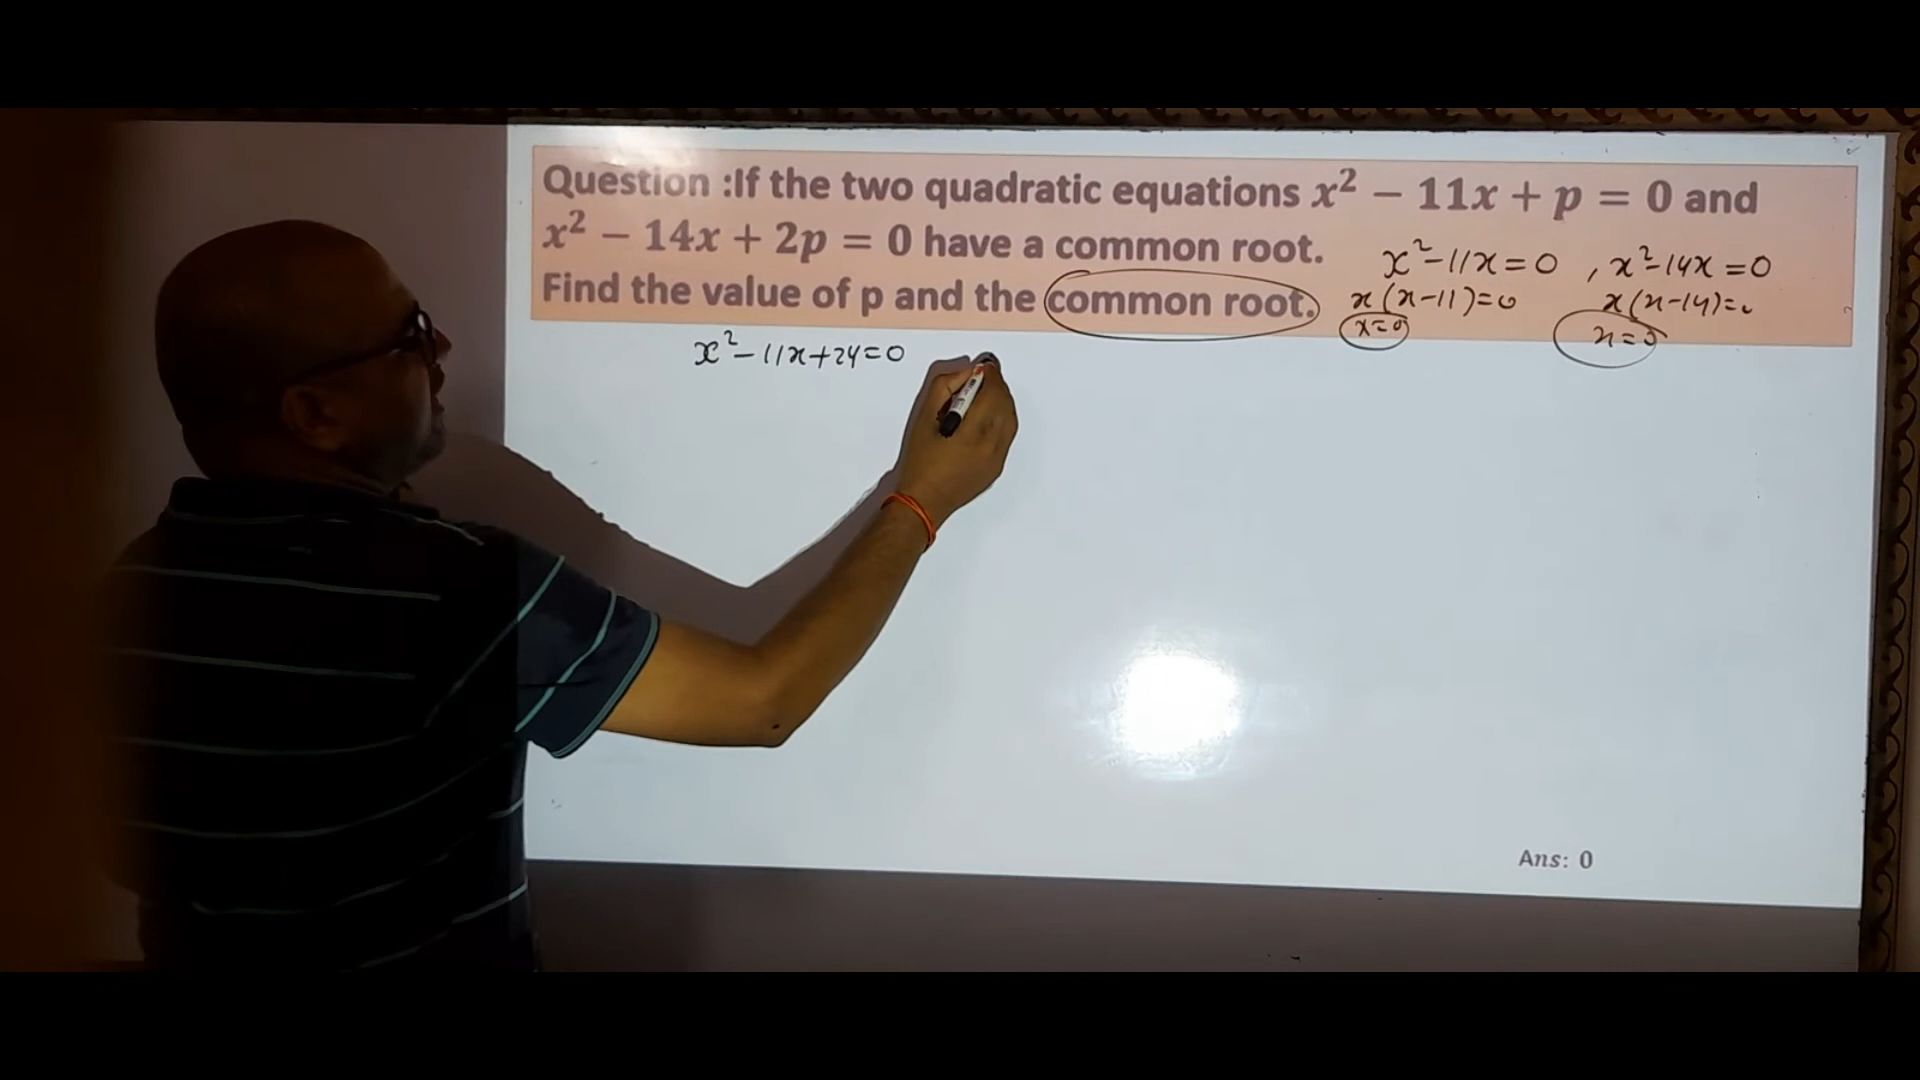 Question :If the two quadratic equations x² − 11x + p = 0 and
x² − 14x + 2p = 0 have a common root.
Find the value of p and the common root.
x²-11x=0 , x²-14x=0
x(x-11)=0 x(x-14)=0
x=0 x=0
x²-11x+24=0
Ans: 0